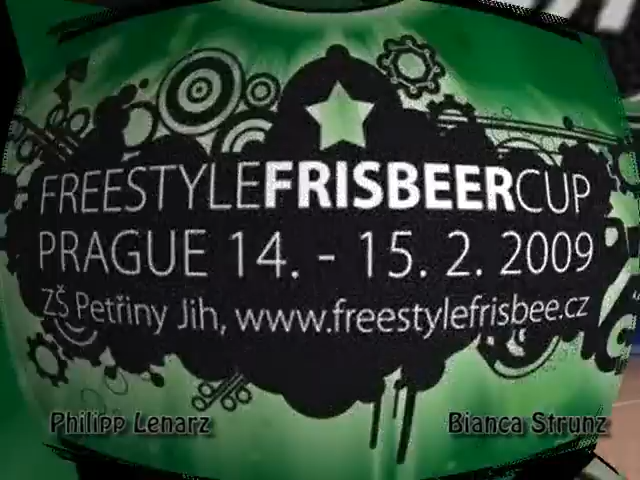 FREESTYLEFRISBEERCUP
PRAGUE 14. - 15. 2. 2009
ZŠ Petřiny Jih, www.freestylefrisbee.cz
Philipp Lenarz Bianca Strunz